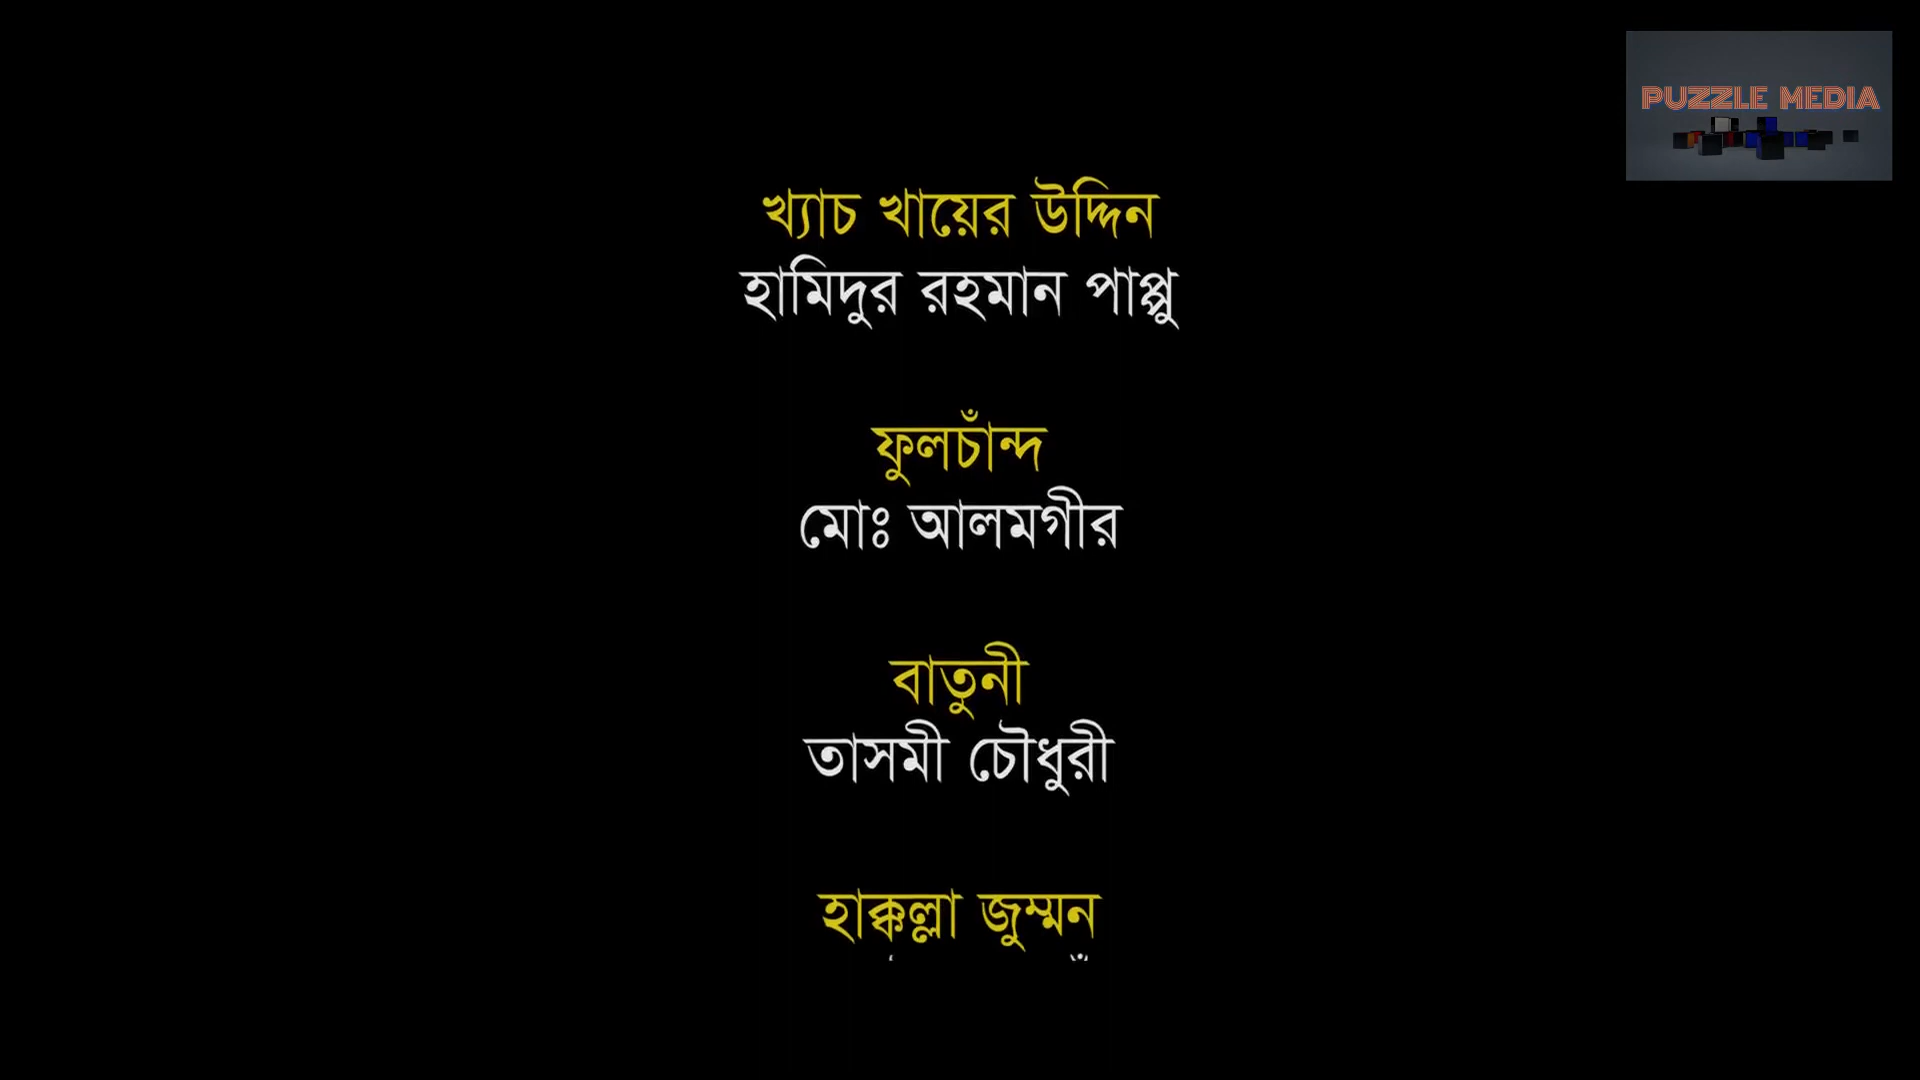 PUZZLE MEDIA
খ্যাচ খায়ের উদ্দিন
হামিদুর রহমান পাপ্পু
ফুলচাঁন্দ
মোঃ আলমগীর
বাতুনী
তাসমী চৌধুরী
হাক্কল্লা জুম্মন